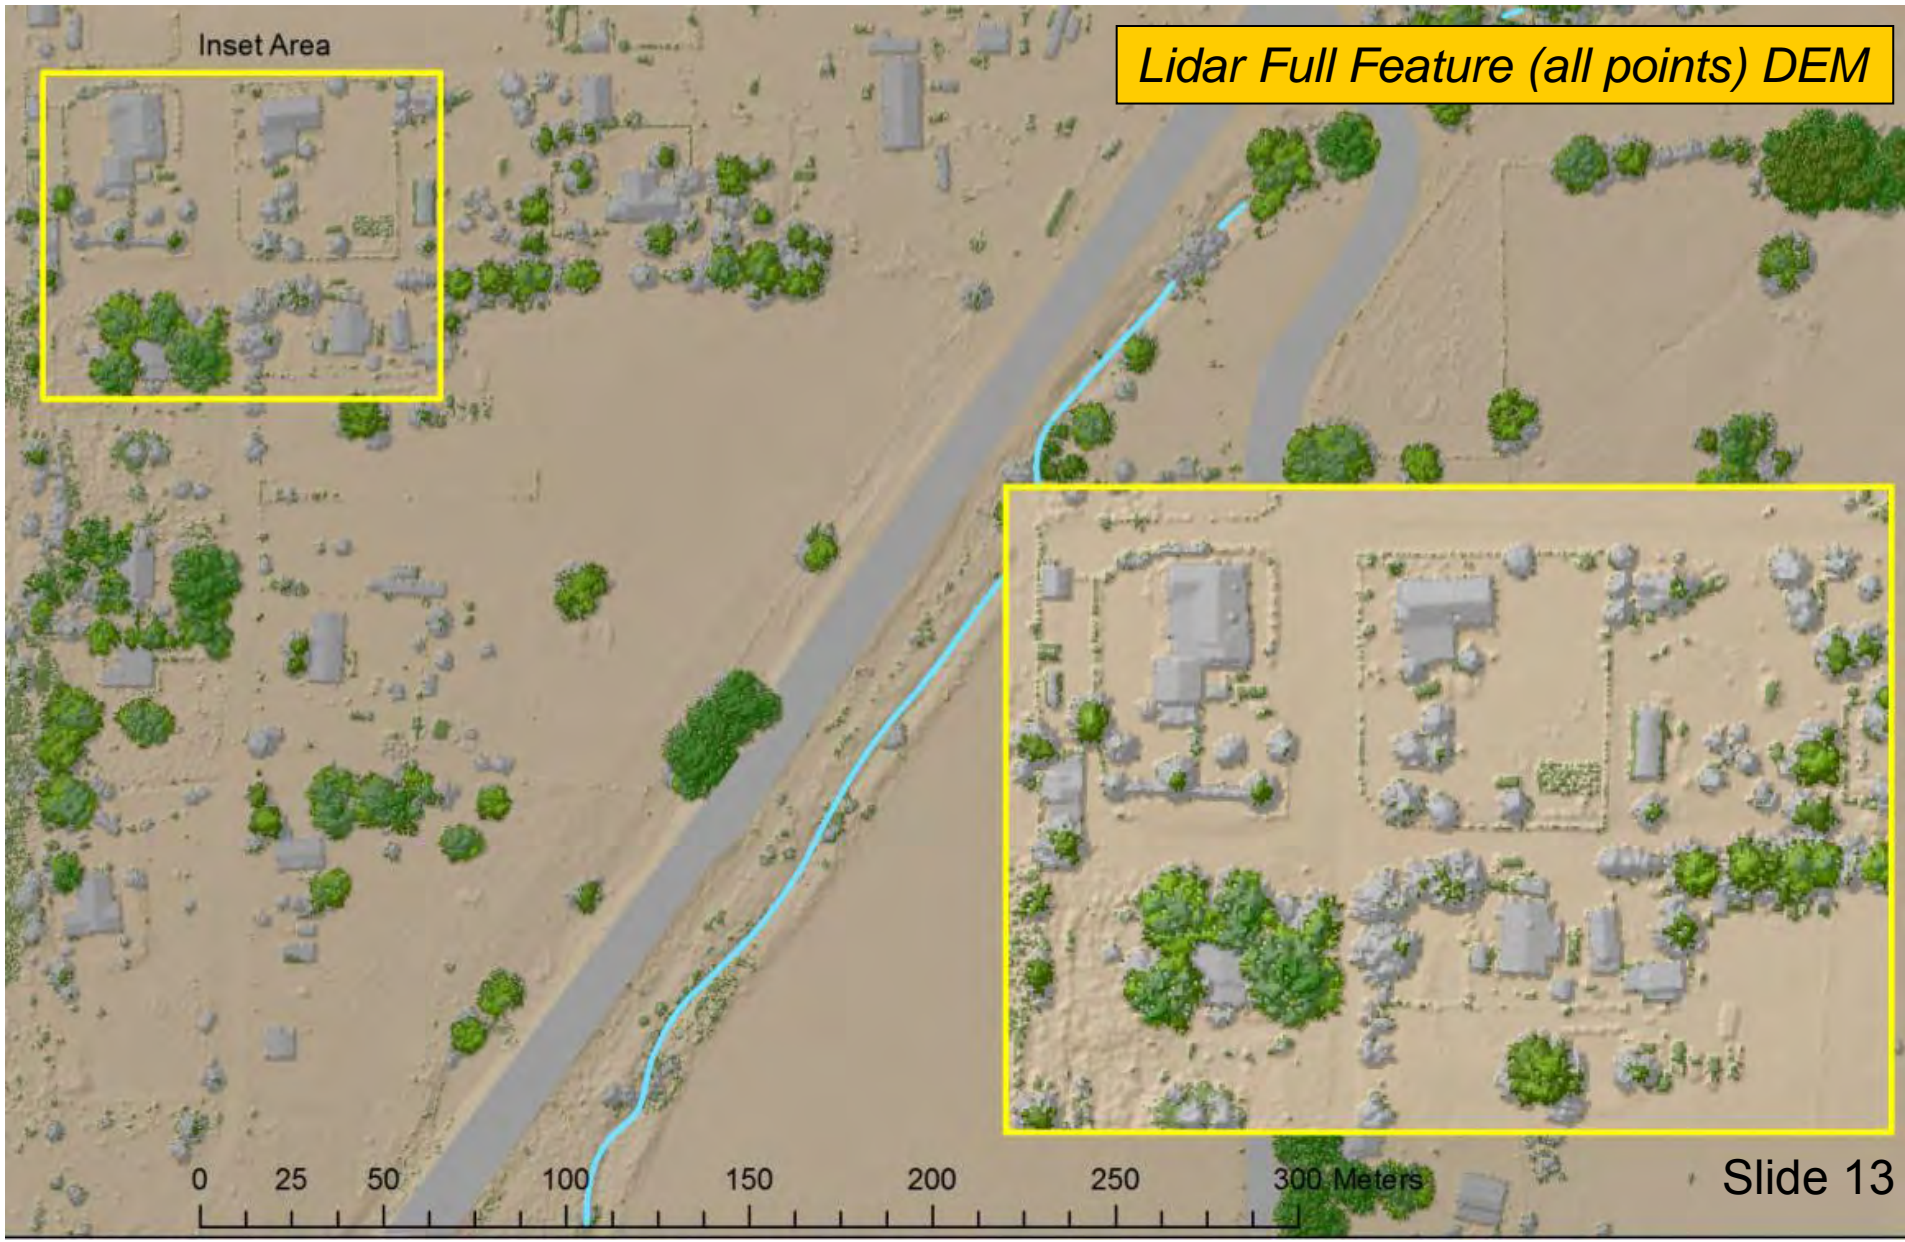 Inset Area
Lidar Full Feature (all points) DEM
0 25 50 100 150 200 250 300 Meters
Slide 13